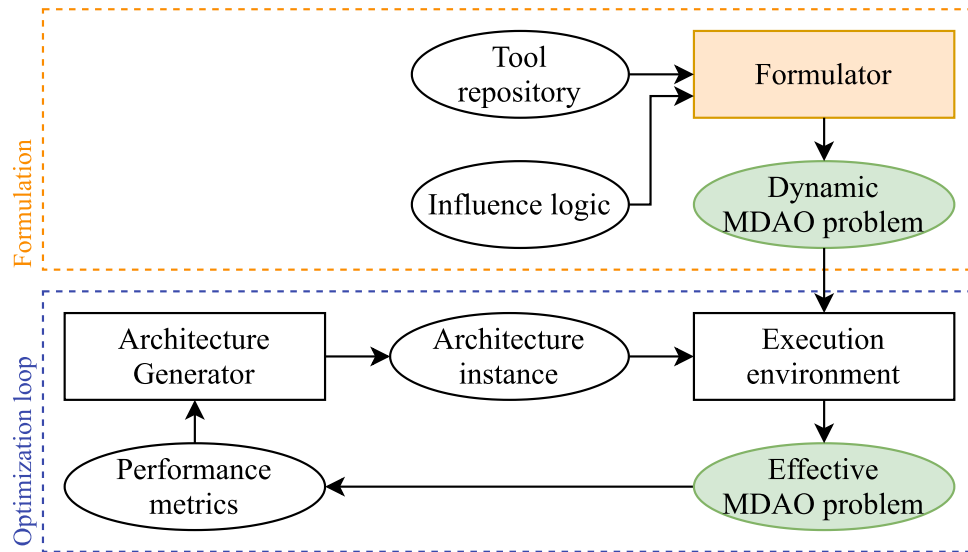 Formulation
Tool
repository
Formulator
Influence logic
Dynamic
MDAO problem
Optimization loop
Architecture
Generator
Architecture
instance
Execution
environment
Performance
metrics
Effective
MDAO problem